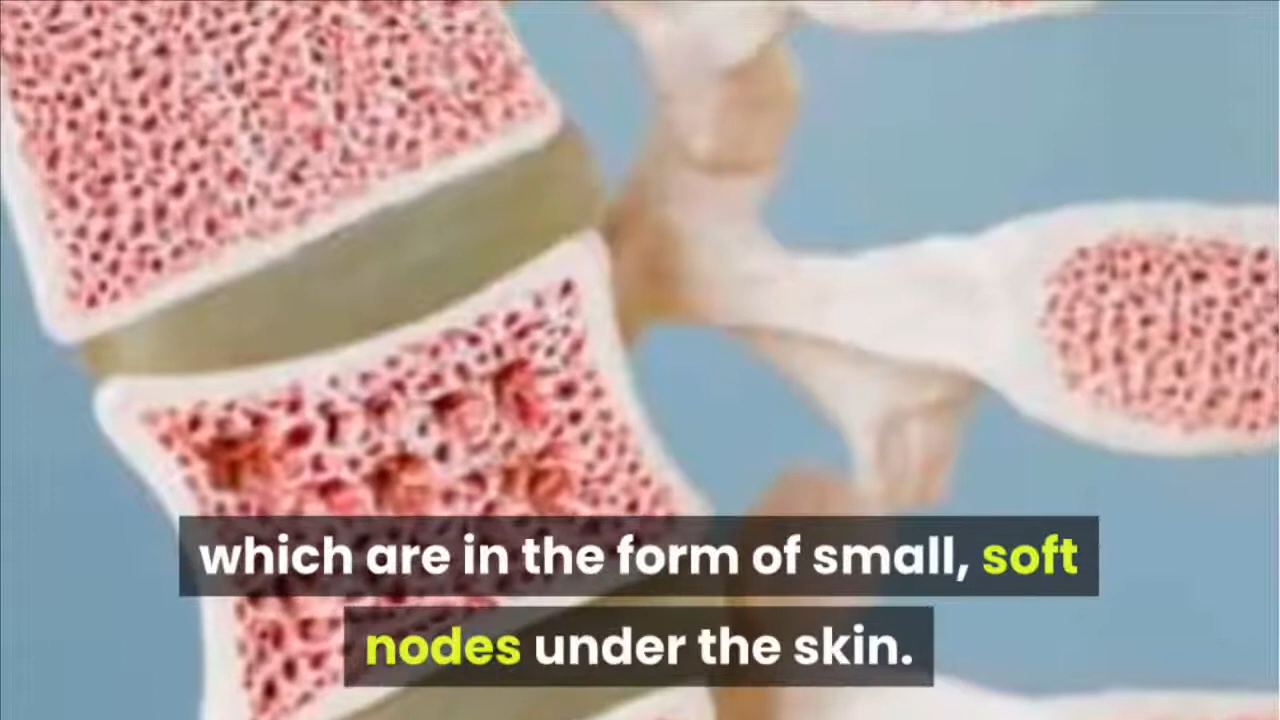 which are in the form of small, soft
nodes under the skin.